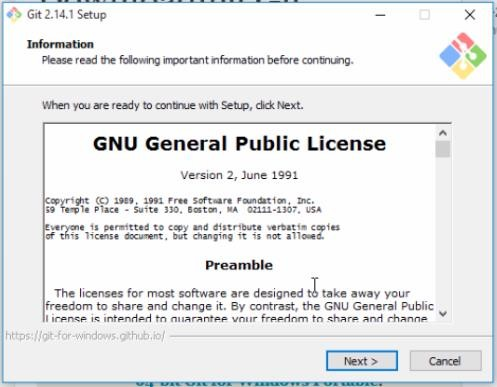 Git 2.14.1 Setup
Information
Please read the following important information before continuing.
When you are ready to continue with Setup, click Next.
GNU General Public License
Version 2, June 1991
Copyright (C) 1989, 1991 Free Software Foundation, Inc.
59 Temple Place - Suite 330, Boston, MA 02111-1307, USA
Everyone is permitted to copy and distribute verbatim copies
of this license document, but changing it is not allowed.
Preamble
The licenses for most software are designed to take away your
freedom to share and change it. By contrast, the GNU General Public
License is intended to guarantee your freedom to share and change
https://git-for-windows.github.io/
Next >
Cancel
64-bit Git for Windows Portable.